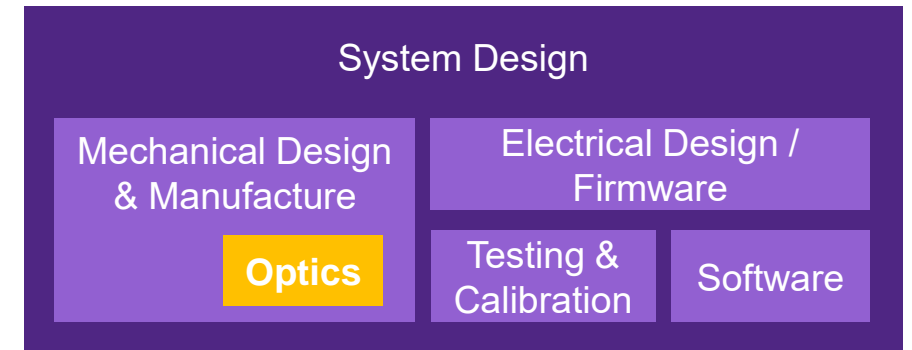 System Design
Mechanical Design
& Manufacture
Optics
Electrical Design /
Firmware
Testing &
Calibration
Software